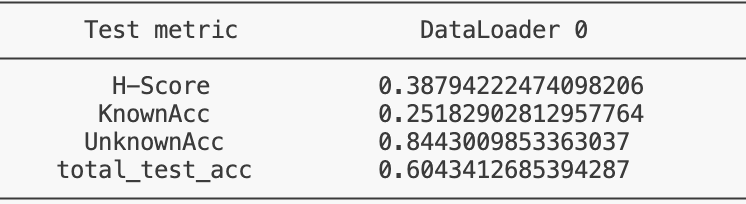 Test metric DataLoader 0
H-Score 0.38794222474098206
KnownAcc 0.25182902812957764
UnknownAcc 0.8443009853363037
total_test_acc 0.6043412685394287